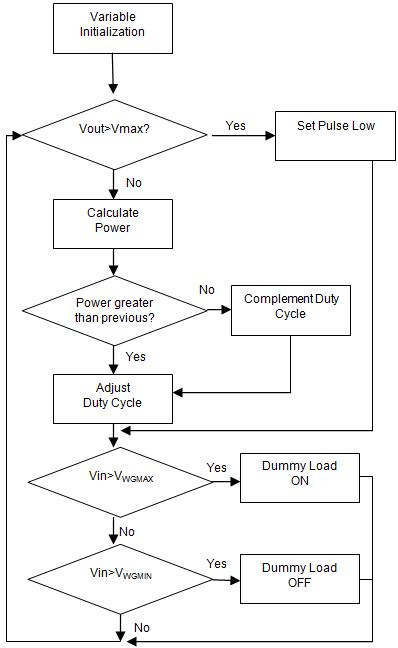 Variable
Initialization
Vout>Vmax?
Yes
Set Pulse Low
No
Calculate
Power
Power greater
than previous?
No
Complement Duty
Cycle
Yes
Adjust
Duty Cycle
Vin>VWGMAX
Yes
Dummy Load
ON
No
Vin>VWGMIN
Yes
Dummy Load
OFF
No